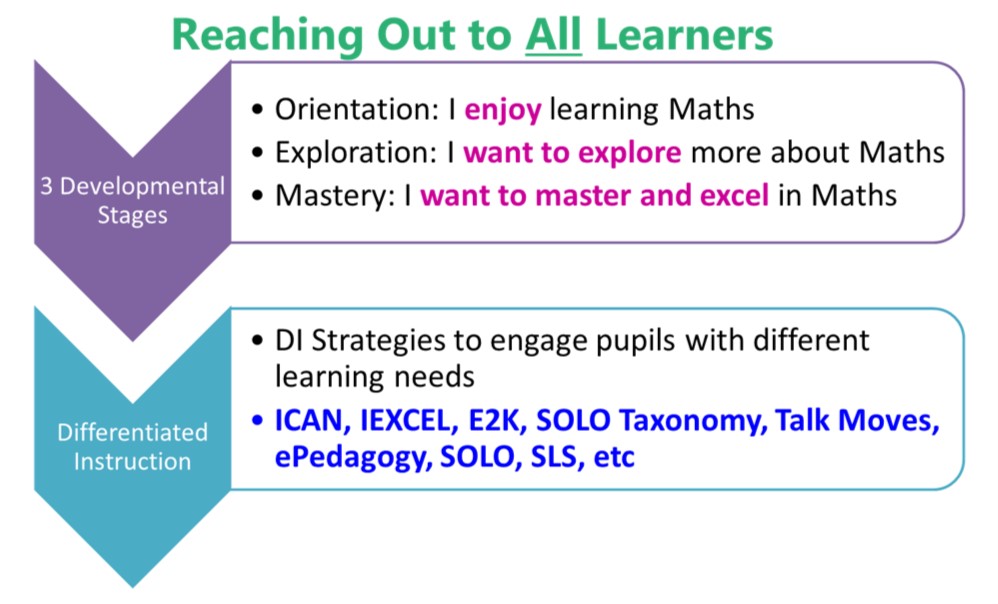 Reaching Out to All Learners
3 Developmental
Stages
• Orientation: I enjoy learning Maths
• Exploration: I want to explore more about Maths
• Mastery: I want to master and excel in Maths
Differentiated
Instruction
• DI Strategies to engage pupils with different
learning needs
• ICAN, IEXCEL, E2K, SOLO Taxonomy, Talk Moves,
ePedagogy, SOLO, SLS, etc